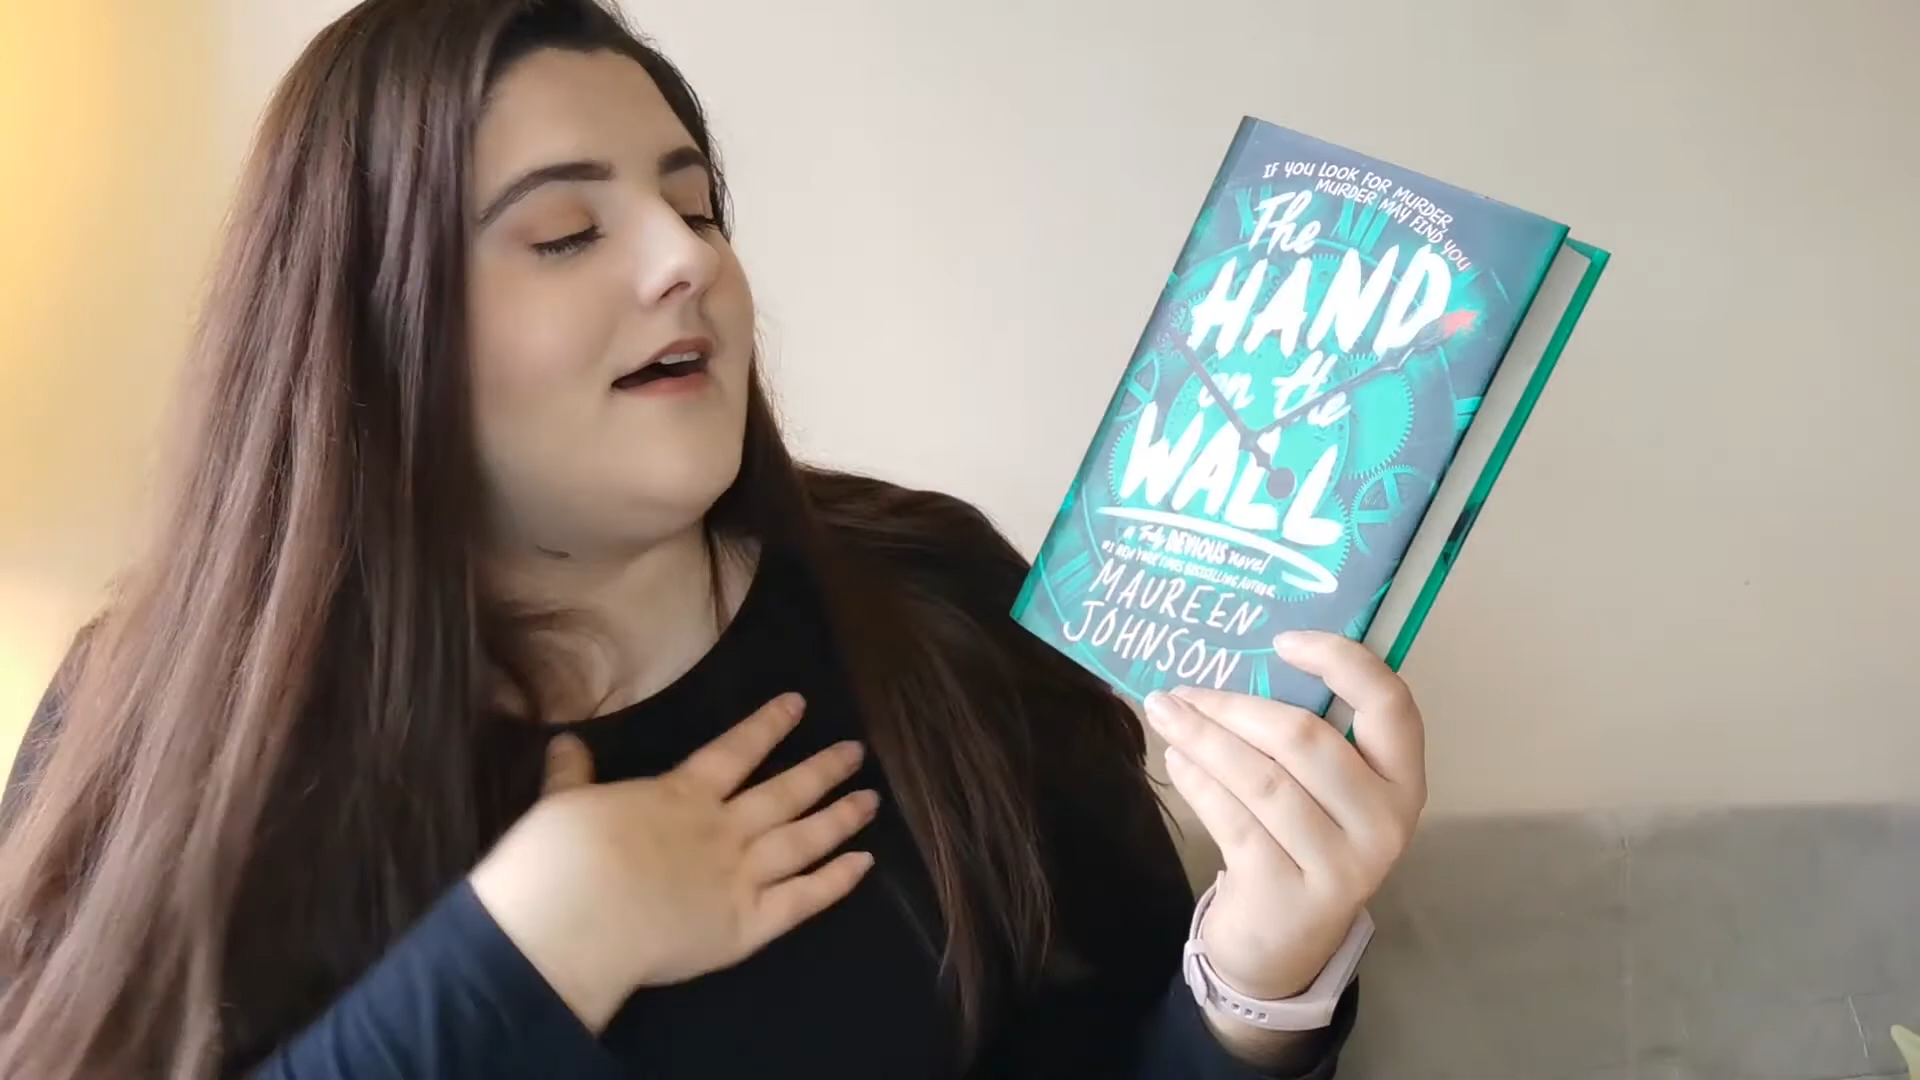 IF YOU LOOK FOR MURDER,
MURDER MAY FIND YOU
The
HAND
on the
WALL
A Truly DEVIOUS novel
#1 NEW YORK TIMES BESTSELLING AUTHOR
MAUREEN
JOHNSON